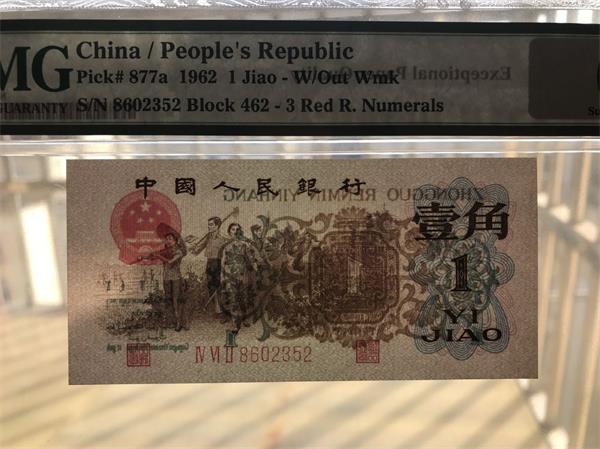 MG
China / People's Republic
Pick# 877a 1962 1 Jiao - W/Out Wmk
GUARANTY
S/N 8602352 Block 462 - 3 Red R. Numerals
Exceptional Paper Quality
中國人民銀行
ZHONGGUO RENMIN YINHANG
壹角
1
1
YI
JIAO
IV VI II 8602352